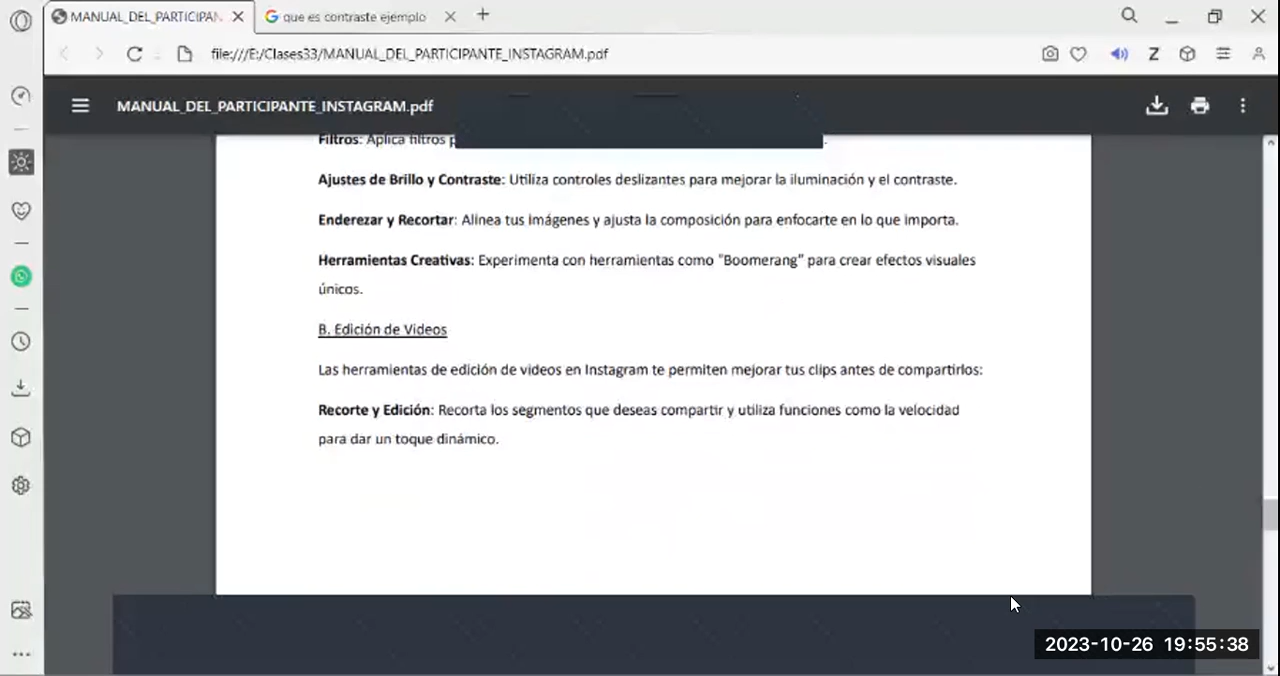 MANUAL_DEL_PARTICIPAN
que es contraste ejemplo
file:///E:/Clases33/MANUAL_DEL_PARTICIPANTE_INSTAGRAM.pdf
Z
MANUAL_DEL_PARTICIPANTE_INSTAGRAM.pdf
Filtros: Aplica filtros
Ajustes de Brillo y Contraste: Utiliza controles deslizantes para mejorar la iluminación y el contraste.
Enderezar y Recortar: Alinea tus imágenes y ajusta la composición para enfocarte en lo que importa.
Herramientas Creativas: Experimenta con herramientas como "Boomerang" para crear efectos visuales
únicos.
B. Edición de Videos
Las herramientas de edición de videos en Instagram te permiten mejorar tus clips antes de compartirlos:
Recorte y Edición: Recorta los segmentos que deseas compartir y utiliza funciones como la velocidad
para dar un toque dinámico.
2023-10-26 19:55:38